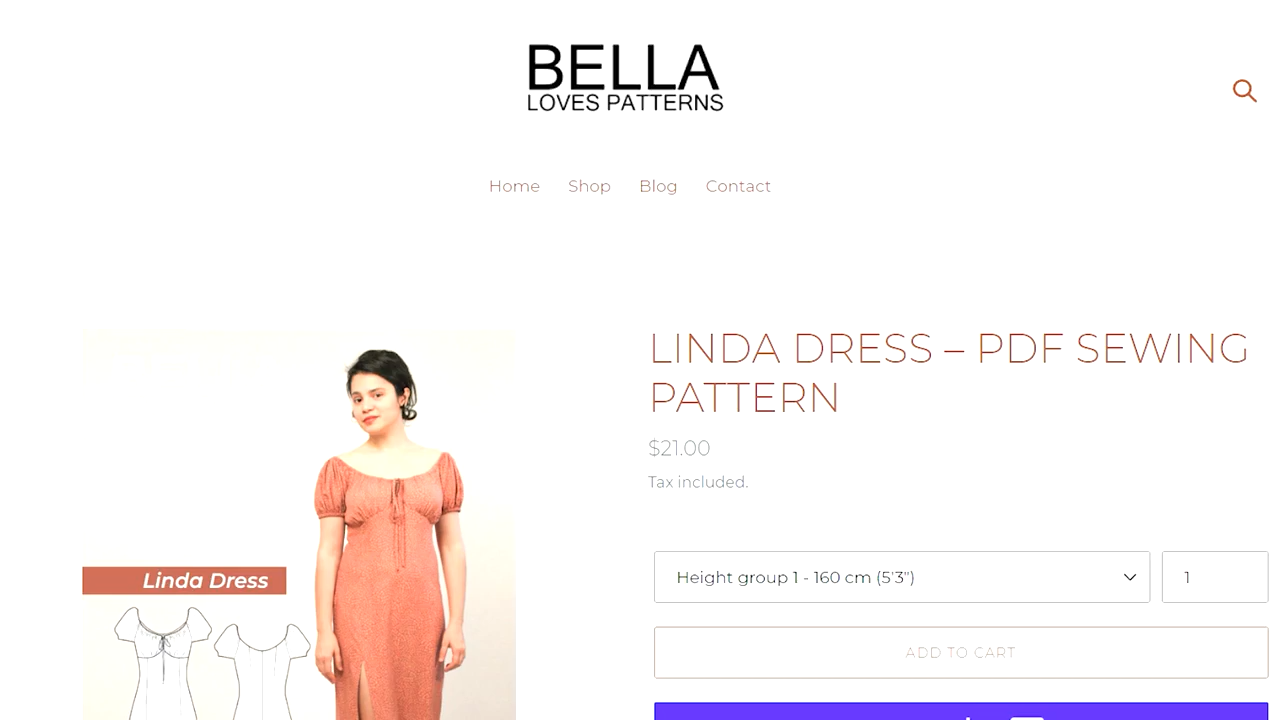 BELLA
LOVES PATTERNS
Home Shop Blog Contact
LINDA DRESS – PDF SEWING
PATTERN
$21.00
Tax included.
Height group 1 - 160 cm (5'3") 1
ADD TO CART
Linda Dress